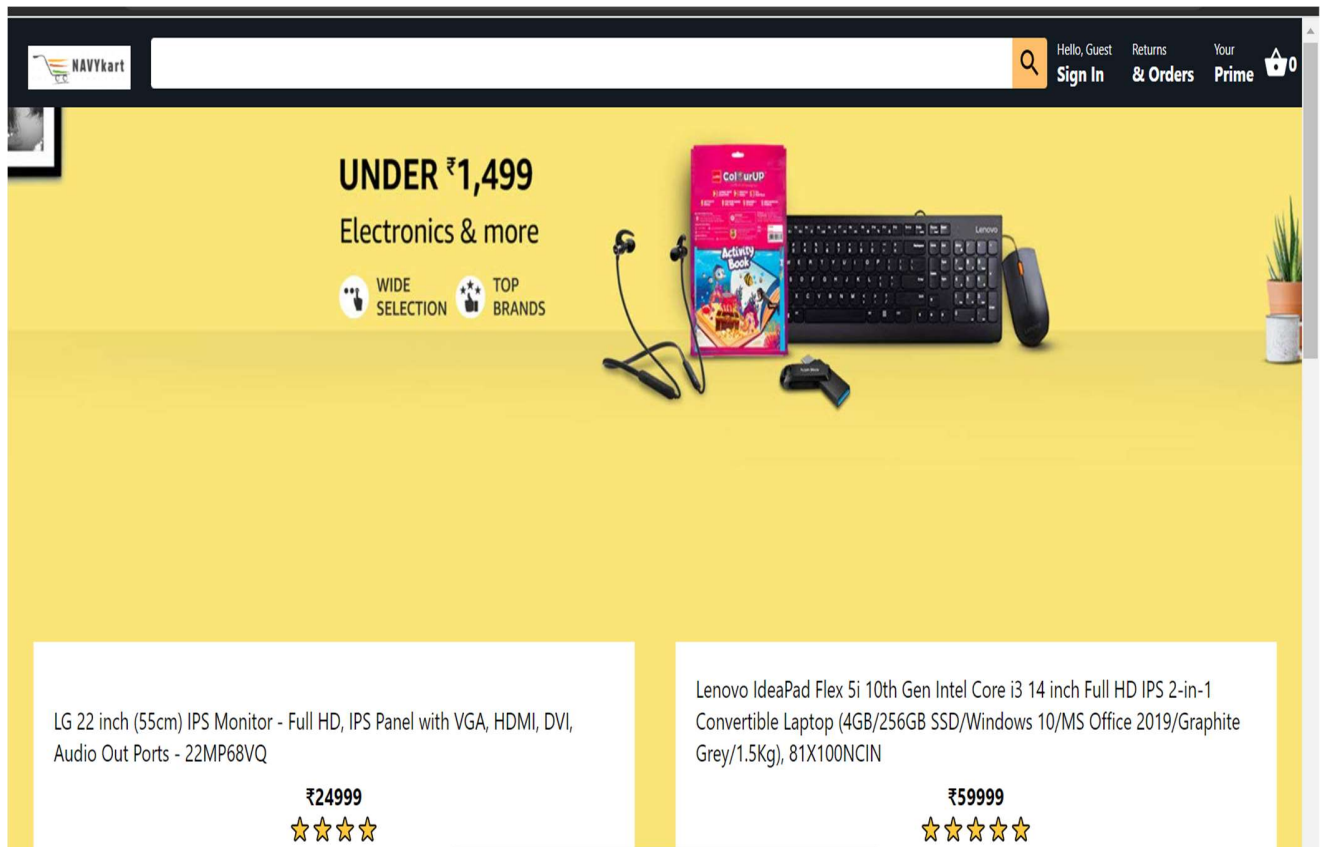 NAVYkart
Hello, Guest
Sign In
Returns
& Orders
Your
Prime
0
UNDER ₹1,499
Electronics & more
WIDE
SELECTION
TOP
BRANDS
ColourUP
Activity
Book
Lenovo
LG 22 inch (55cm) IPS Monitor - Full HD, IPS Panel with VGA, HDMI, DVI,
Audio Out Ports - 22MP68VQ
₹24999
Lenovo IdeaPad Flex 5i 10th Gen Intel Core i3 14 inch Full HD IPS 2-in-1
Convertible Laptop (4GB/256GB SSD/Windows 10/MS Office 2019/Graphite
Grey/1.5Kg), 81X100NCIN
₹59999